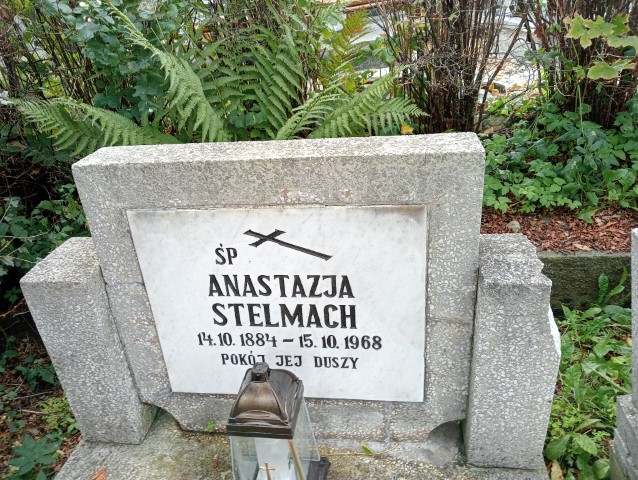 ŚP
ANASTAZJA
STELMACH
14.10.1884 – 15.10.1968
POKÓJ JEJ DUSZY